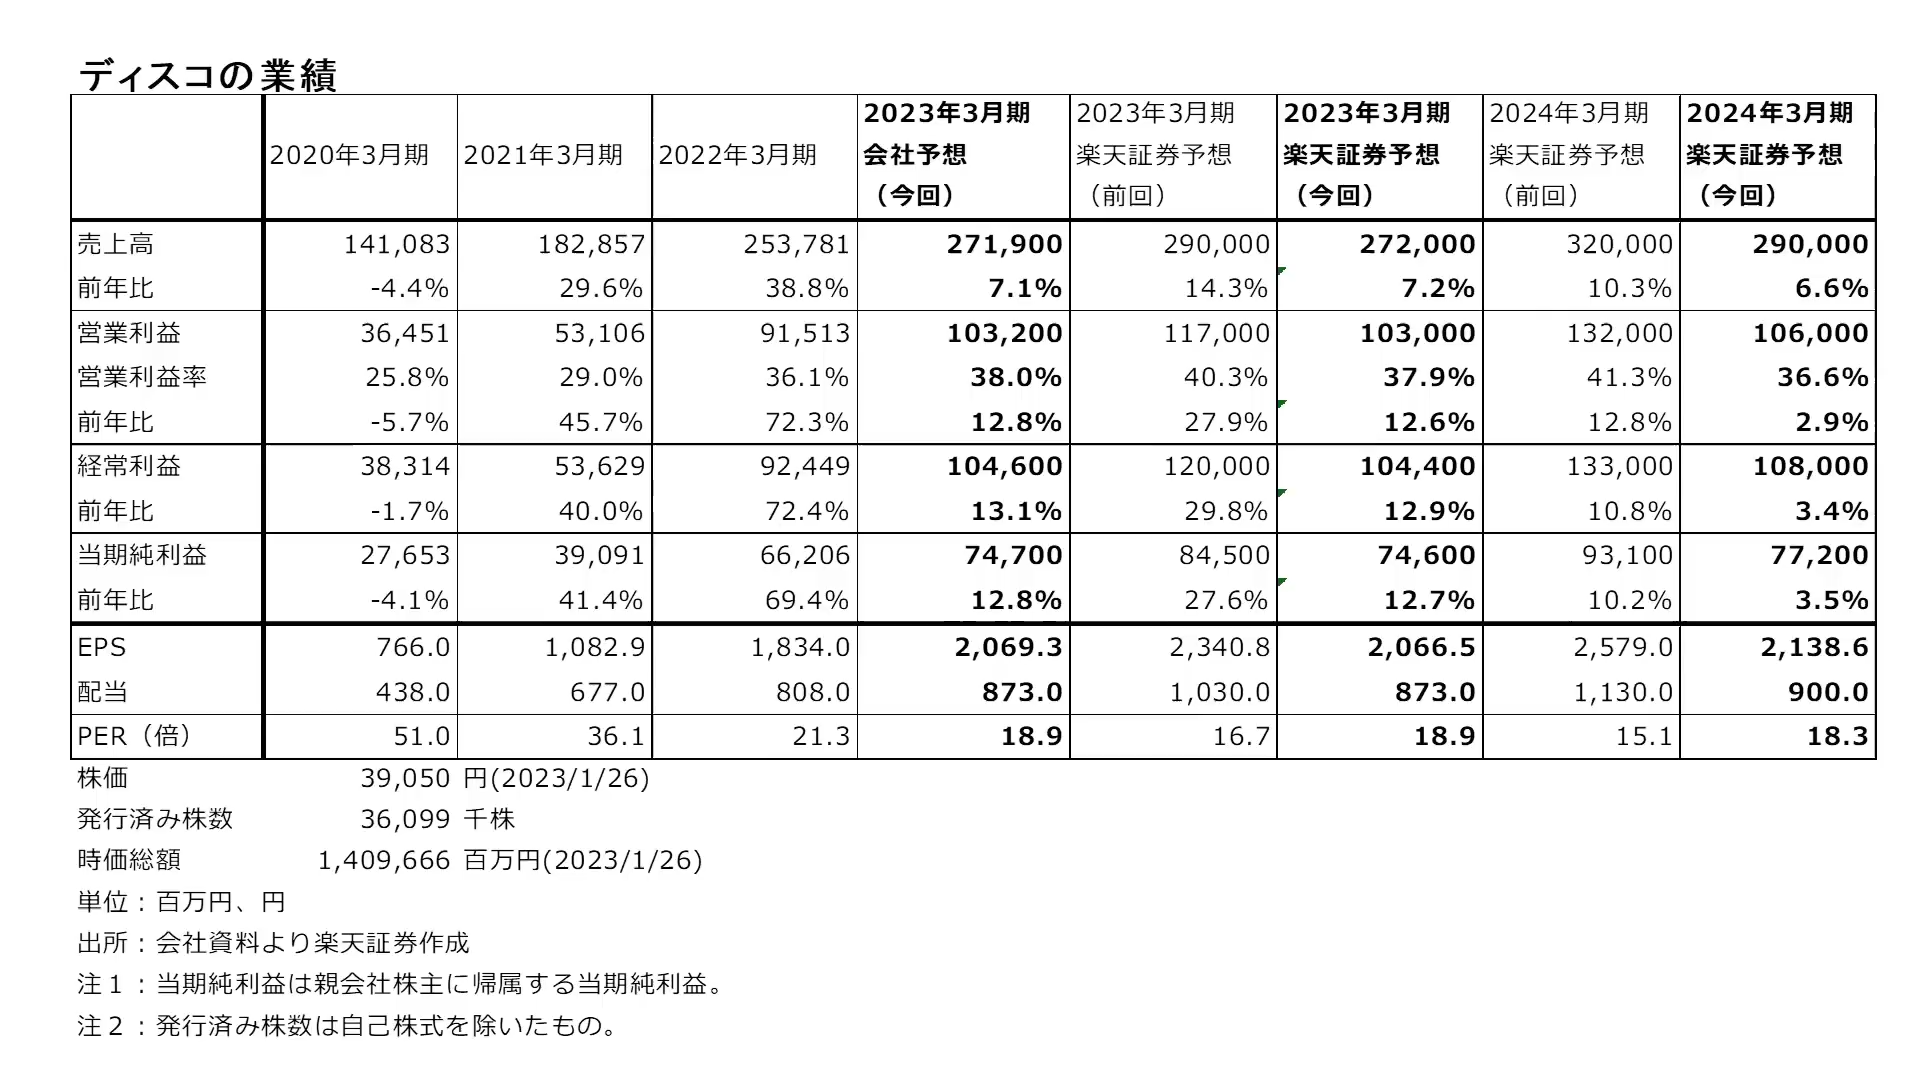 ディスコの業績
2020年3月期 2021年3月期 2022年3月期 2023年3月期 会社予想 （今回） 2023年3月期 楽天証券予想 （前回） 2023年3月期 楽天証券予想 （今回） 2024年3月期 楽天証券予想 （前回） 2024年3月期 楽天証券予想 （今回）
売上高 141,083 182,857 253,781 271,900 290,000 272,000 320,000 290,000
前年比 -4.4% 29.6% 38.8% 7.1% 14.3% 7.2% 10.3% 6.6%
営業利益 36,451 53,106 91,513 103,200 117,000 103,000 132,000 106,000
営業利益率 25.8% 29.0% 36.1% 38.0% 40.3% 37.9% 41.3% 36.6%
前年比 -5.7% 45.7% 72.3% 12.8% 27.9% 12.6% 12.8% 2.9%
経常利益 38,314 53,629 92,449 104,600 120,000 104,400 133,000 108,000
前年比 -1.7% 40.0% 72.4% 13.1% 29.8% 12.9% 10.8% 3.4%
当期純利益 27,653 39,091 66,206 74,700 84,500 74,600 93,100 77,200
前年比 -4.1% 41.4% 69.4% 12.8% 27.6% 12.7% 10.2% 3.5%
EPS 766.0 1,082.9 1,834.0 2,069.3 2,340.8 2,066.5 2,579.0 2,138.6
配当 438.0 677.0 808.0 873.0 1,030.0 873.0 1,130.0 900.0
PER（倍） 51.0 36.1 21.3 18.9 16.7 18.9 15.1 18.3
株価 39,050 円(2023/1/26)
発行済み株数 36,099 千株
時価総額 1,409,666 百万円(2023/1/26)
単位：百万円、円
出所：会社資料より楽天証券作成
注１：当期純利益は親会社株主に帰属する当期純利益。
注２：発行済み株数は自己株式を除いたもの。